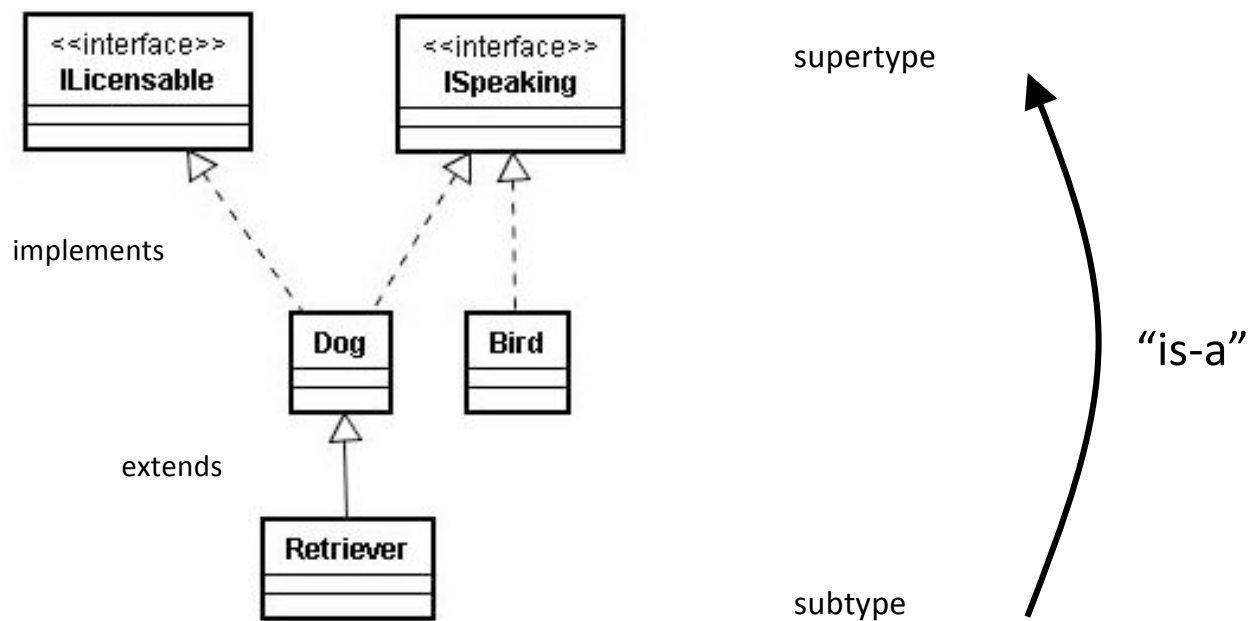 <<interface>>
ILicensable
<<interface>>
ISpeaking
supertype
implements
Dog
Bird
“is-a”
extends
Retriever
subtype